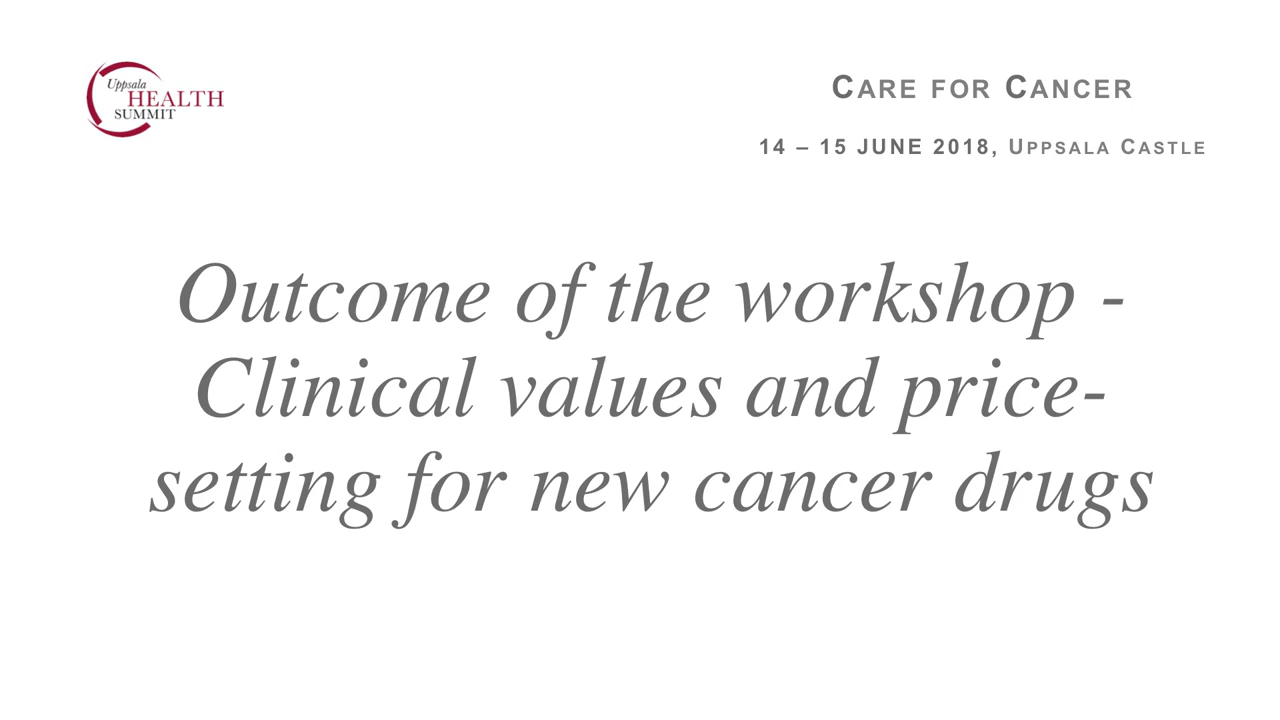 Uppsala
HEALTH
SUMMIT
CARE FOR CANCER
14 – 15 JUNE 2018, UPPSALA CASTLE
Outcome of the workshop -
Clinical values and price-
setting for new cancer drugs